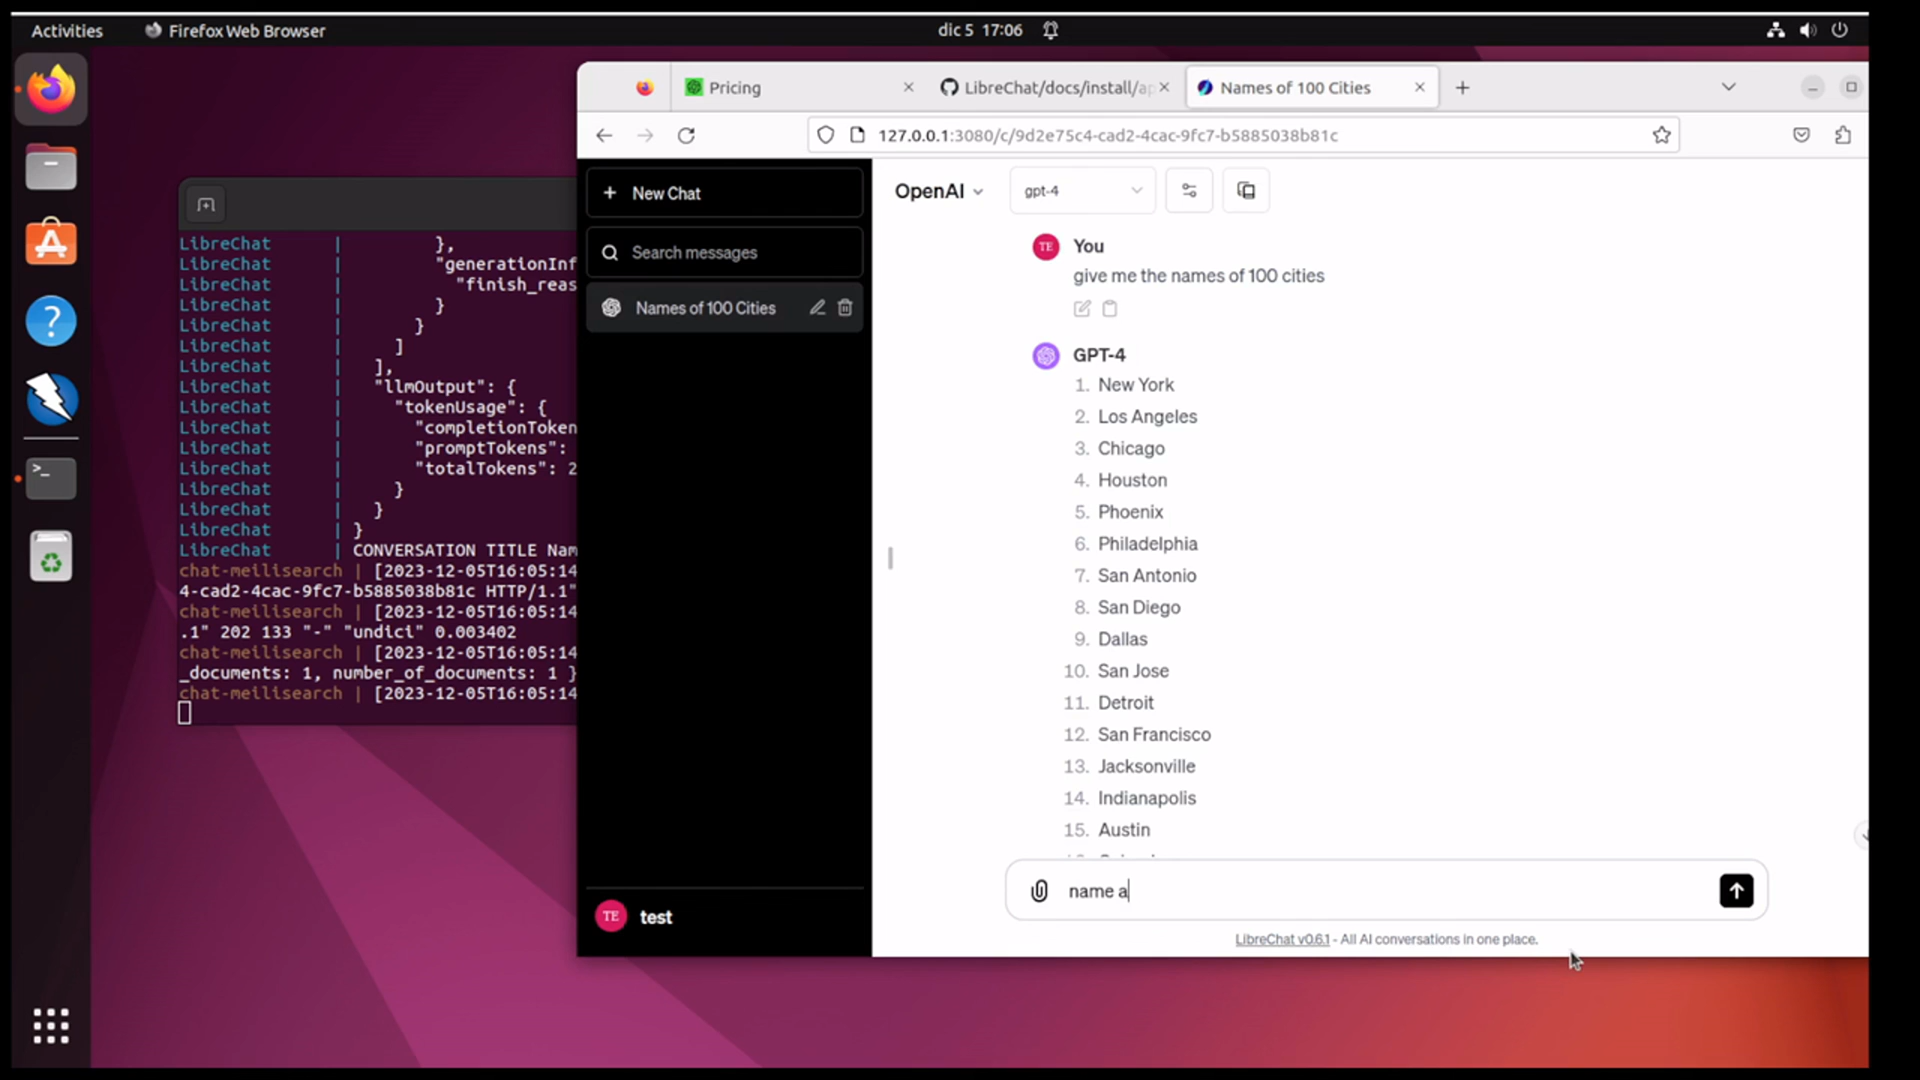 Activities
Firefox Web Browser
dic 5 17:06
Pricing
LibreChat/docs/install/ap
Names of 100 Cities
127.0.0.1:3080/c/9d2e75c4-cad2-4cac-9fc7-b5885038b81c
New Chat
Search messages
Names of 100 Cities
TE test
OpenAI
gpt-4
TE You
give me the names of 100 cities
GPT-4
1. New York
2. Los Angeles
3. Chicago
4. Houston
5. Phoenix
6. Philadelphia
7. San Antonio
8. San Diego
9. Dallas
10. San Jose
11. Detroit
12. San Francisco
13. Jacksonville
14. Indianapolis
15. Austin
name a
LibreChat v0.6.1 - All AI conversations in one place.
LibreChat | },
LibreChat | "generationInf
LibreChat | "finish_reas
LibreChat | }
LibreChat | }
LibreChat | ]
LibreChat | ],
LibreChat | "llmOutput": {
LibreChat | "tokenUsage": {
LibreChat | "completionToken
LibreChat | "promptTokens":
LibreChat | "totalTokens": 2
LibreChat | }
LibreChat | }
LibreChat | }
LibreChat | CONVERSATION TITLE Nam
chat-meilisearch | [2023-12-05T16:05:14
4-cad2-4cac-9fc7-b5885038b81c HTTP/1.1"
chat-meilisearch | [2023-12-05T16:05:14
.1" 202 133 "-" "undici" 0.003402
chat-meilisearch | [2023-12-05T16:05:14
_documents: 1, number_of_documents: 1 }
chat-meilisearch | [2023-12-05T16:05:14